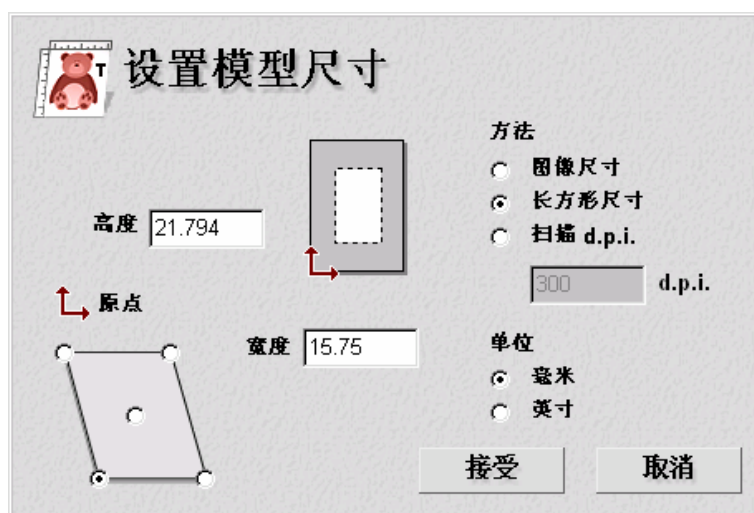 T
设置模型尺寸
高度 21.794
原点
宽度 15.75
方法
图像尺寸
长方形尺寸
扫描 d.p.i.
300 d.p.i.
单位
毫米
英寸
接受 取消